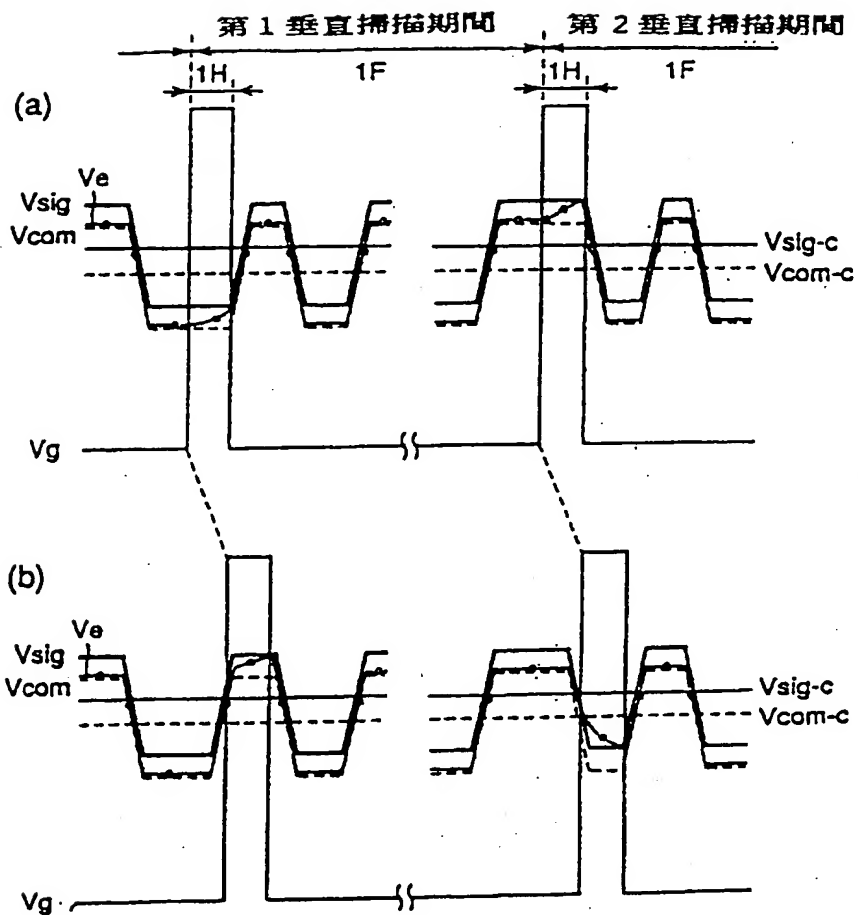 第1垂直掃描期間 第2垂直掃描期間
1H 1F 1H 1F
(a)
Ve
Vsig
Vcom
Vsig-c
Vcom-c
Vg
(b)
Ve
Vsig
Vcom
Vsig-c
Vcom-c
Vg